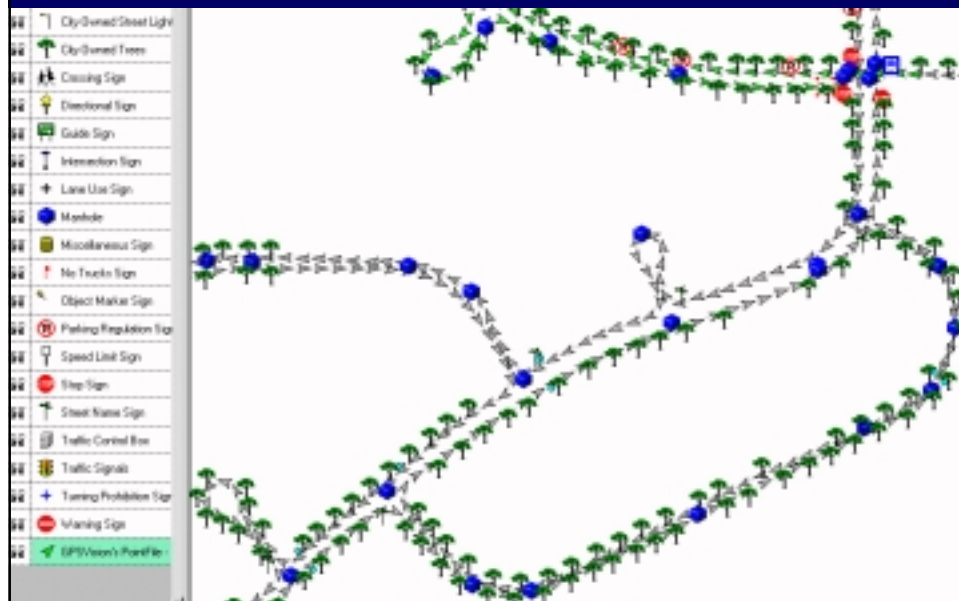 City Owned Street Light
City Owned Trees
Crossing Sign
Directional Sign
Guide Sign
Intersection Sign
Lane Use Sign
Manhole
Miscellaneous Sign
No Trucks Sign
Object Marker Sign
Parking Regulation Sign
Speed Limit Sign
Stop Sign
Street Name Sign
Traffic Control Box
Traffic Signals
Turning Prohibition Sign
Warning Sign
GPSVision's PointFile